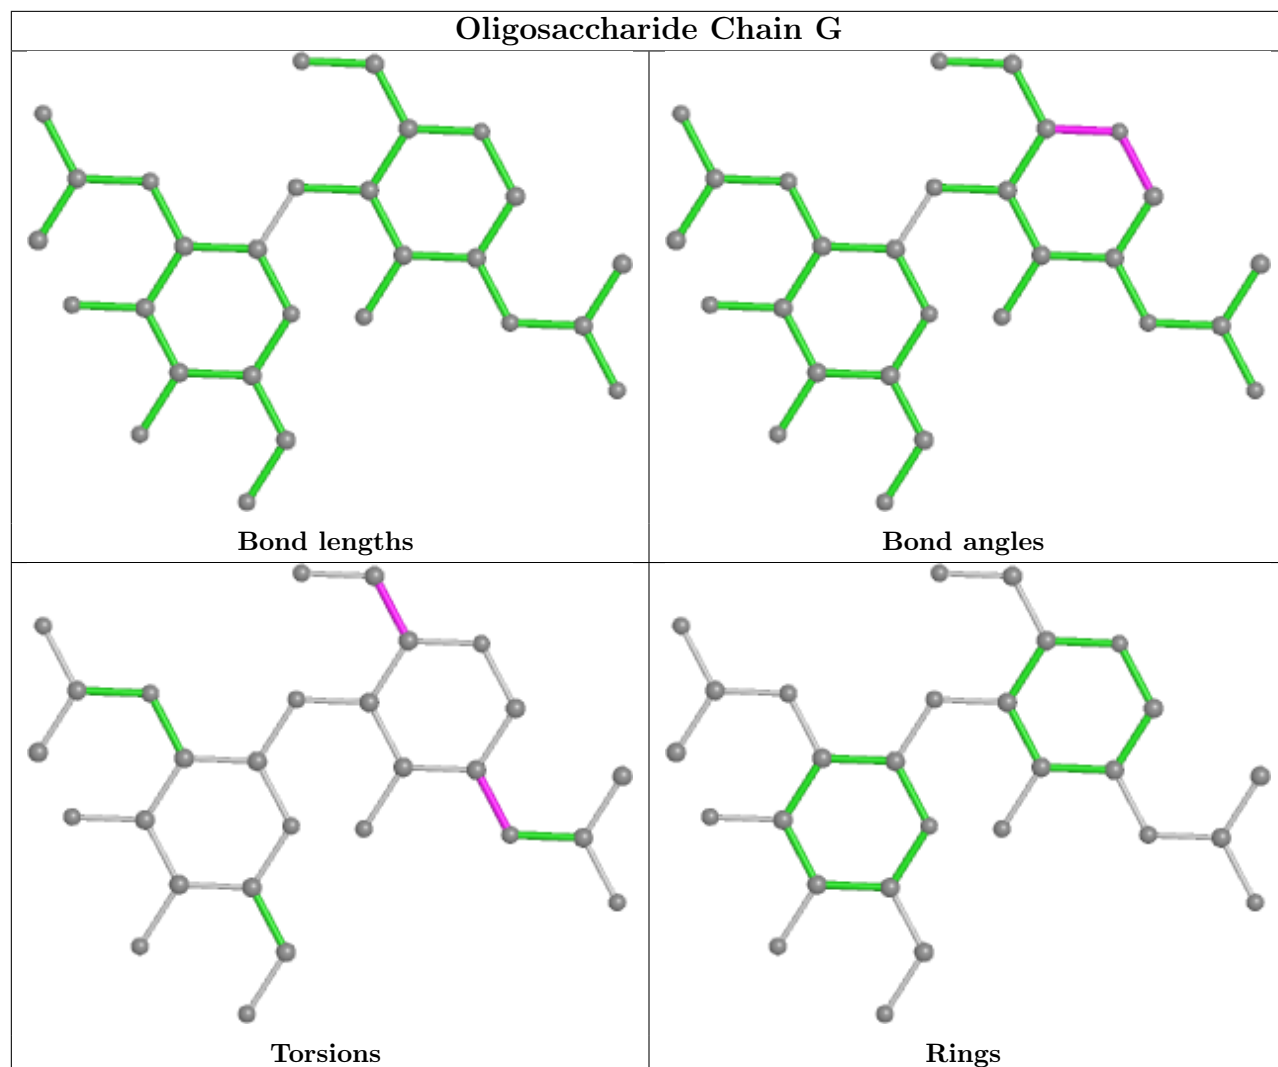 Oligosaccharide Chain G
Bond lengths
Bond angles
Torsions
Rings